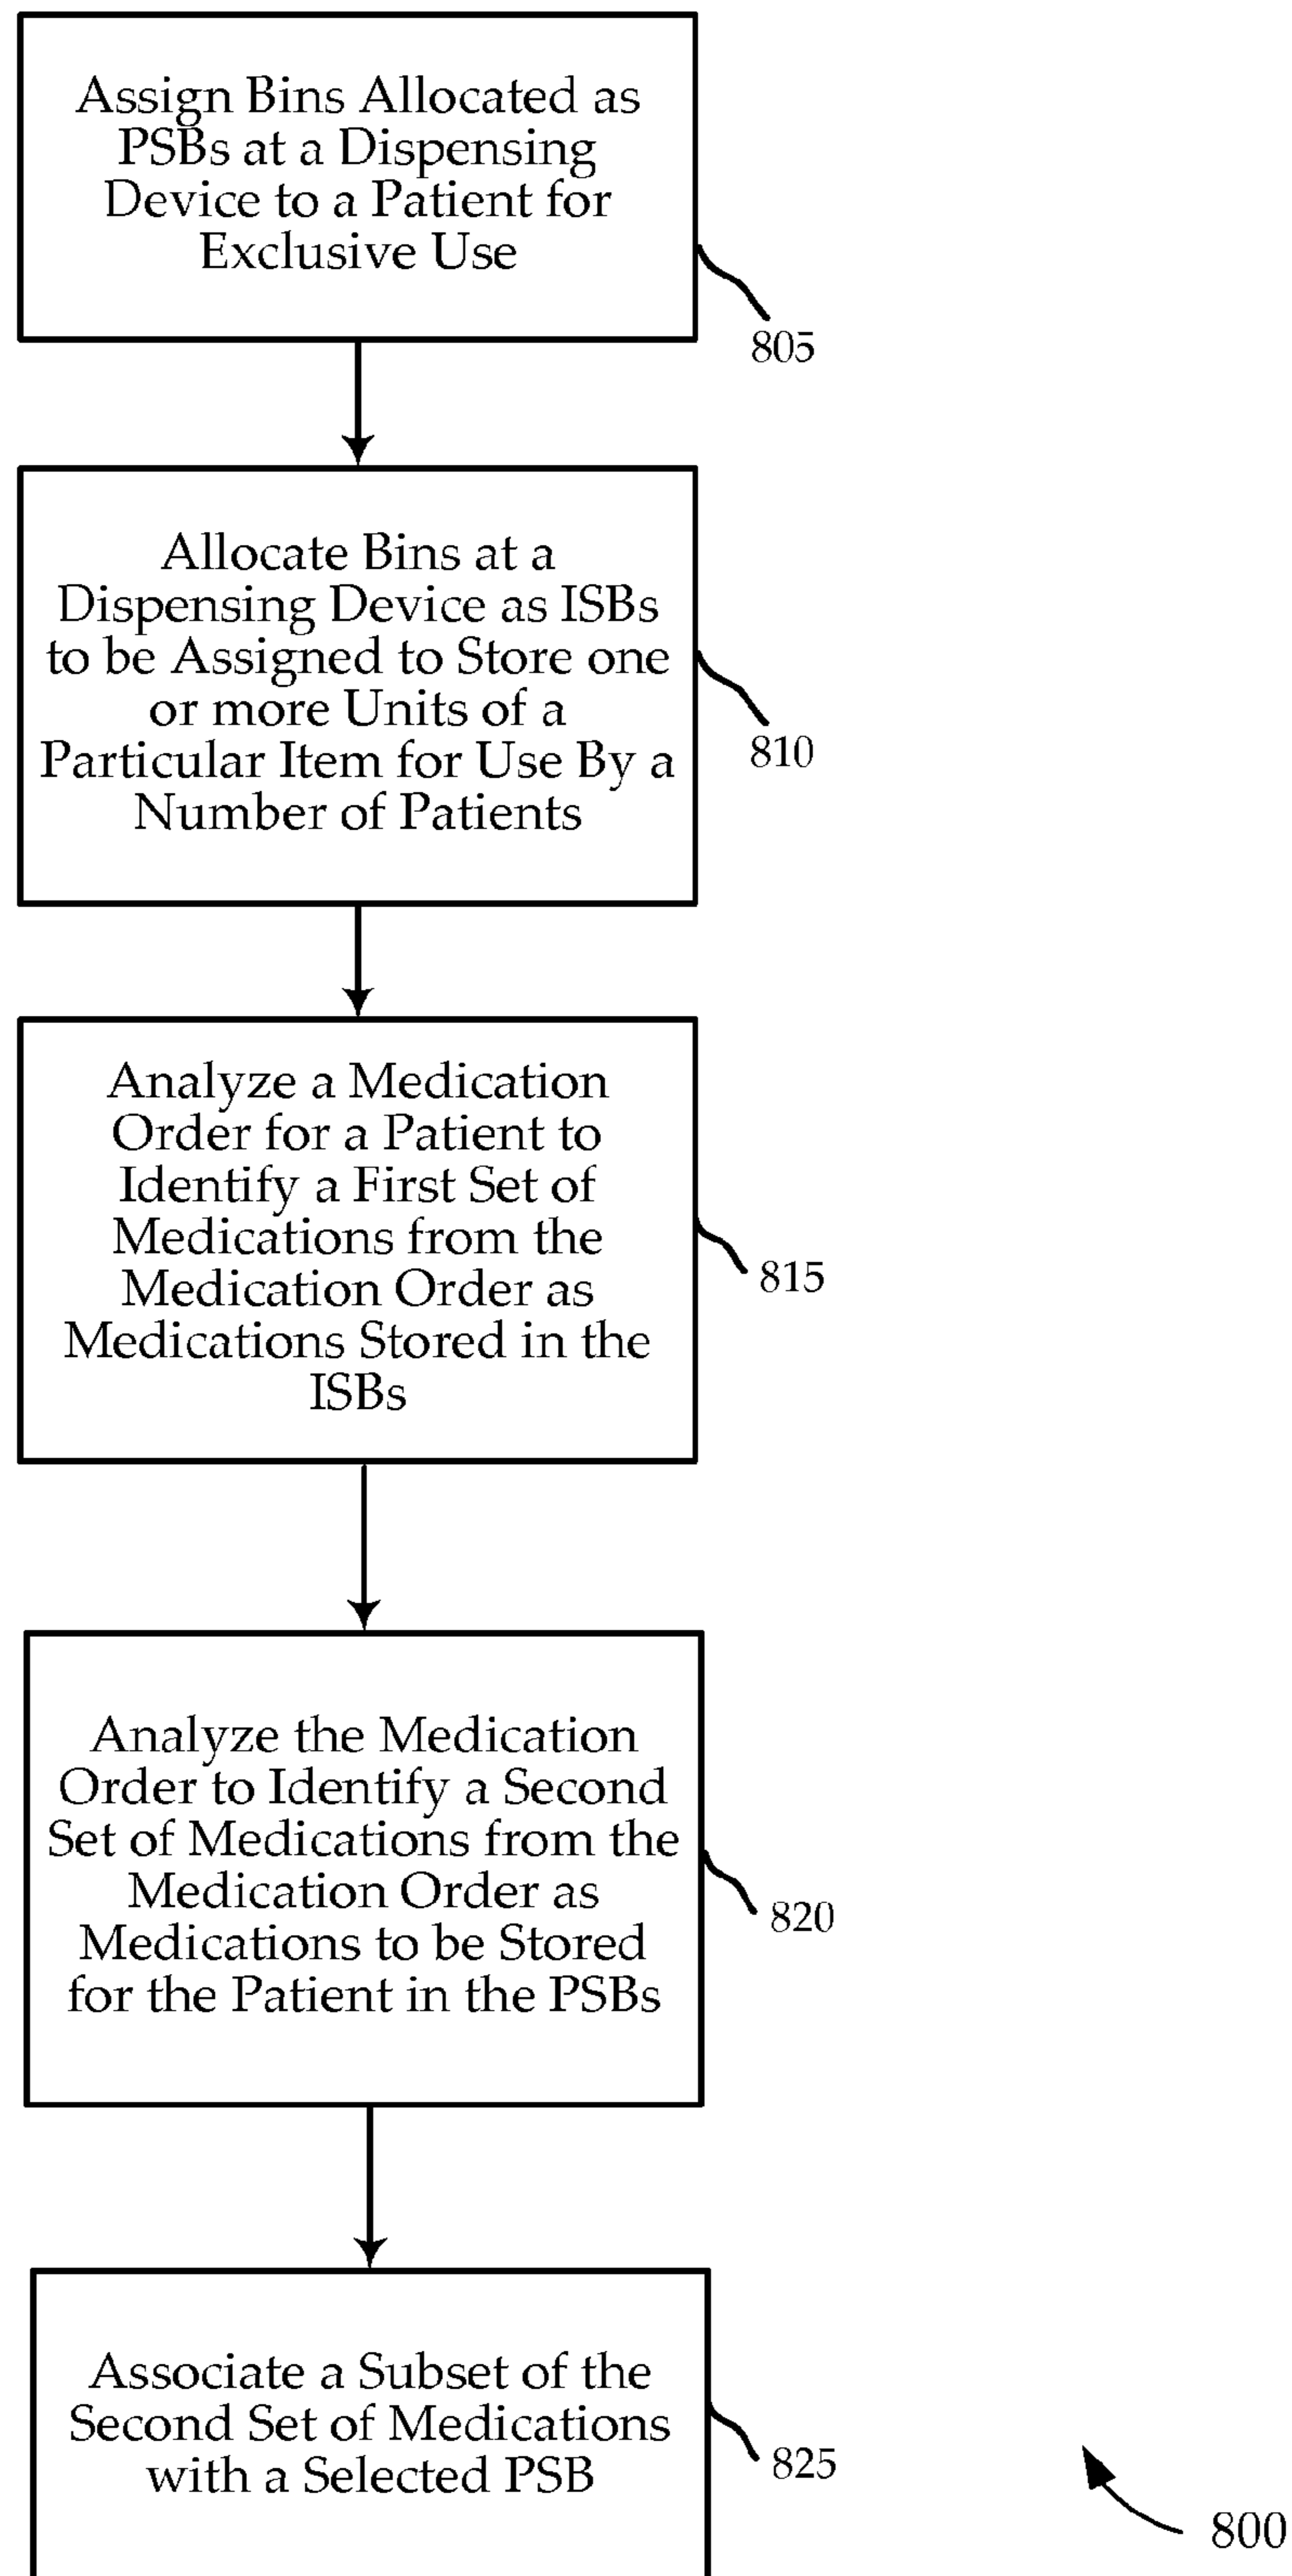 Assign Bins Allocated as
PSBs at a Dispensing
Device to a Patient for
Exclusive Use
805
Allocate Bins at a
Dispensing Device as ISBs
to be Assigned to Store one
or more Units of a
Particular Item for Use By a
Number of Patients
810
Analyze a Medication
Order for a Patient to
Identify a First Set of
Medications from the
Medication Order as
Medications Stored in the
ISBs
815
Analyze the Medication
Order to Identify a Second
Set of Medications from the
Medication Order as
Medications to be Stored
for the Patient in the PSBs
820
Associate a Subset of the
Second Set of Medications
with a Selected PSB
825
800